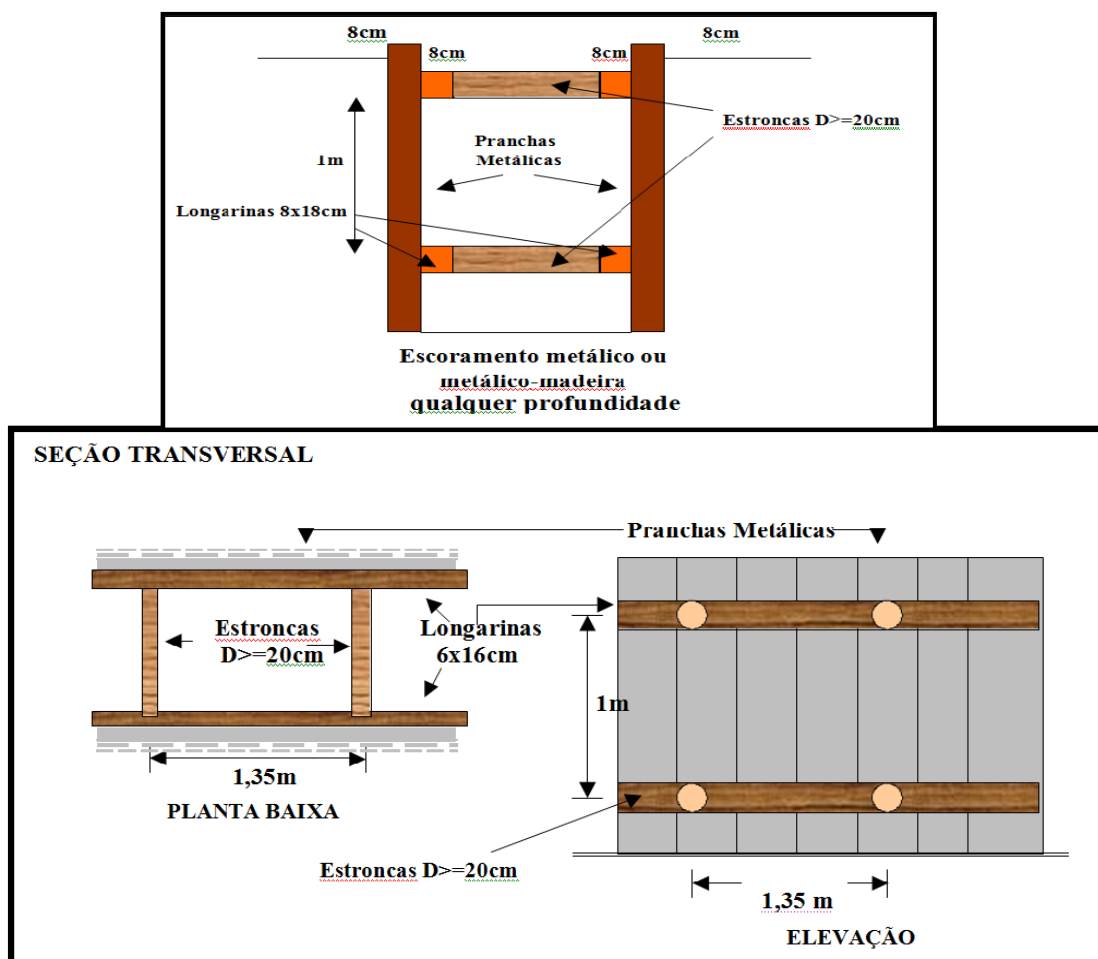 8cm
8cm
8cm
8cm
Estroncas D>=20cm
Pranchas
Metálicas
1m
Longarinas 8x18cm
Escoramento metálico ou
metálico-madeira
qualquer profundidade
SEÇÃO TRANSVERSAL
Pranchas Metálicas
Estroncas
D>=20cm
Longarinas
6x16cm
1m
1,35m
PLANTA BAIXA
Estroncas D>=20cm
1,35 m
ELEVAÇÃO